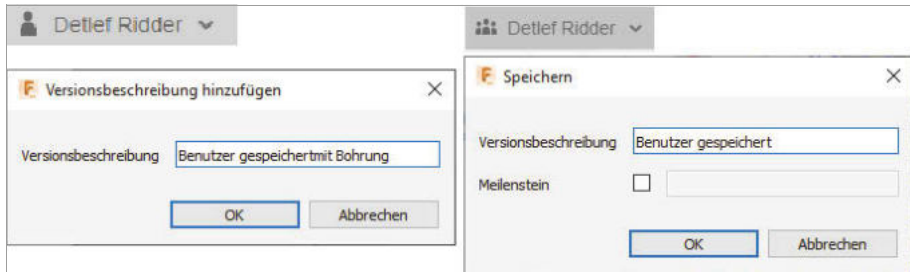 Detlef Ridder
Versionsbeschreibung hinzufügen
Versionsbeschreibung Benutzer gespeichertmit Bohrung
OK Abbrechen
Detlef Ridder
Speichern
Versionsbeschreibung Benutzer gespeichert
Meilenstein
OK Abbrechen